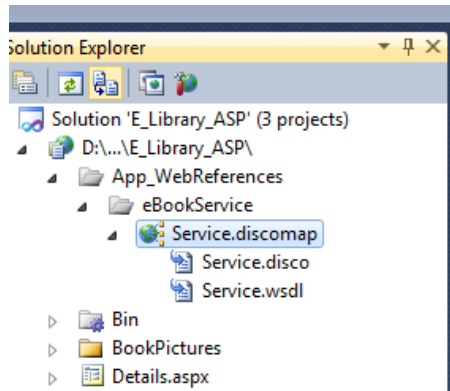 Solution Explorer
Solution 'E_Library_ASP' (3 projects)
D:\...\E_Library_ASP\
App_WebReferences
eBookService
Service.discomap
Service.disco
Service.wsdl
Bin
BookPictures
Details.aspx